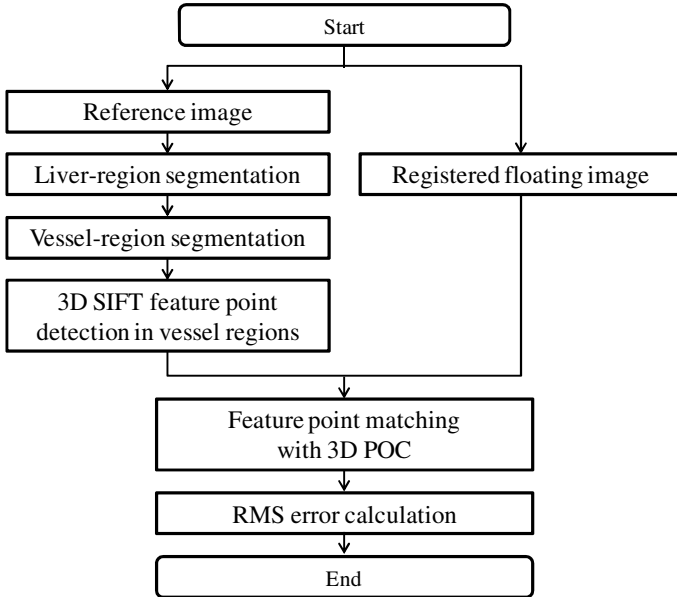 Start
Reference image
Liver-region segmentation
Registered floating image
Vessel-region segmentation
3D SIFT feature point
detection in vessel regions
Feature point matching
with 3D POC
RMS error calculation
End